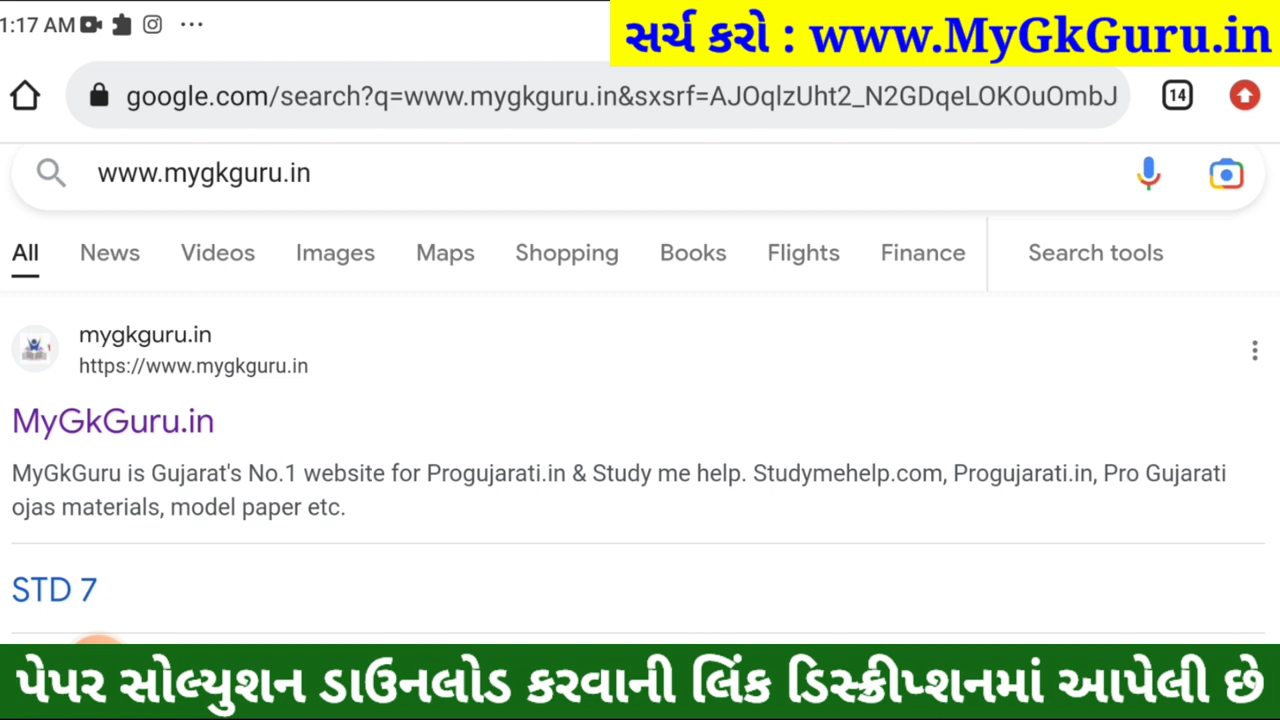 1:17 AM
સર્ચ કરો : www.MyGkGuru.in
google.com/search?q=www.mygkguru.in&sxsrf=AJOqlzUht2_N2GDqeLOKOuOmbJ
14
www.mygkguru.in
All News Videos Images Maps Shopping Books Flights Finance Search tools
mygkguru.in
https://www.mygkguru.in
MyGkGuru.in
MyGkGuru is Gujarat's No.1 website for Progujarati.in & Study me help. Studymehelp.com, Progujarati.in, Pro Gujarati
ojas materials, model paper etc.
STD 7
પેપર સોલ્યુશન ડાઉનલોડ કરવાની લિંક ડિસ્ક્રીપ્શનમાં આપેલી છે